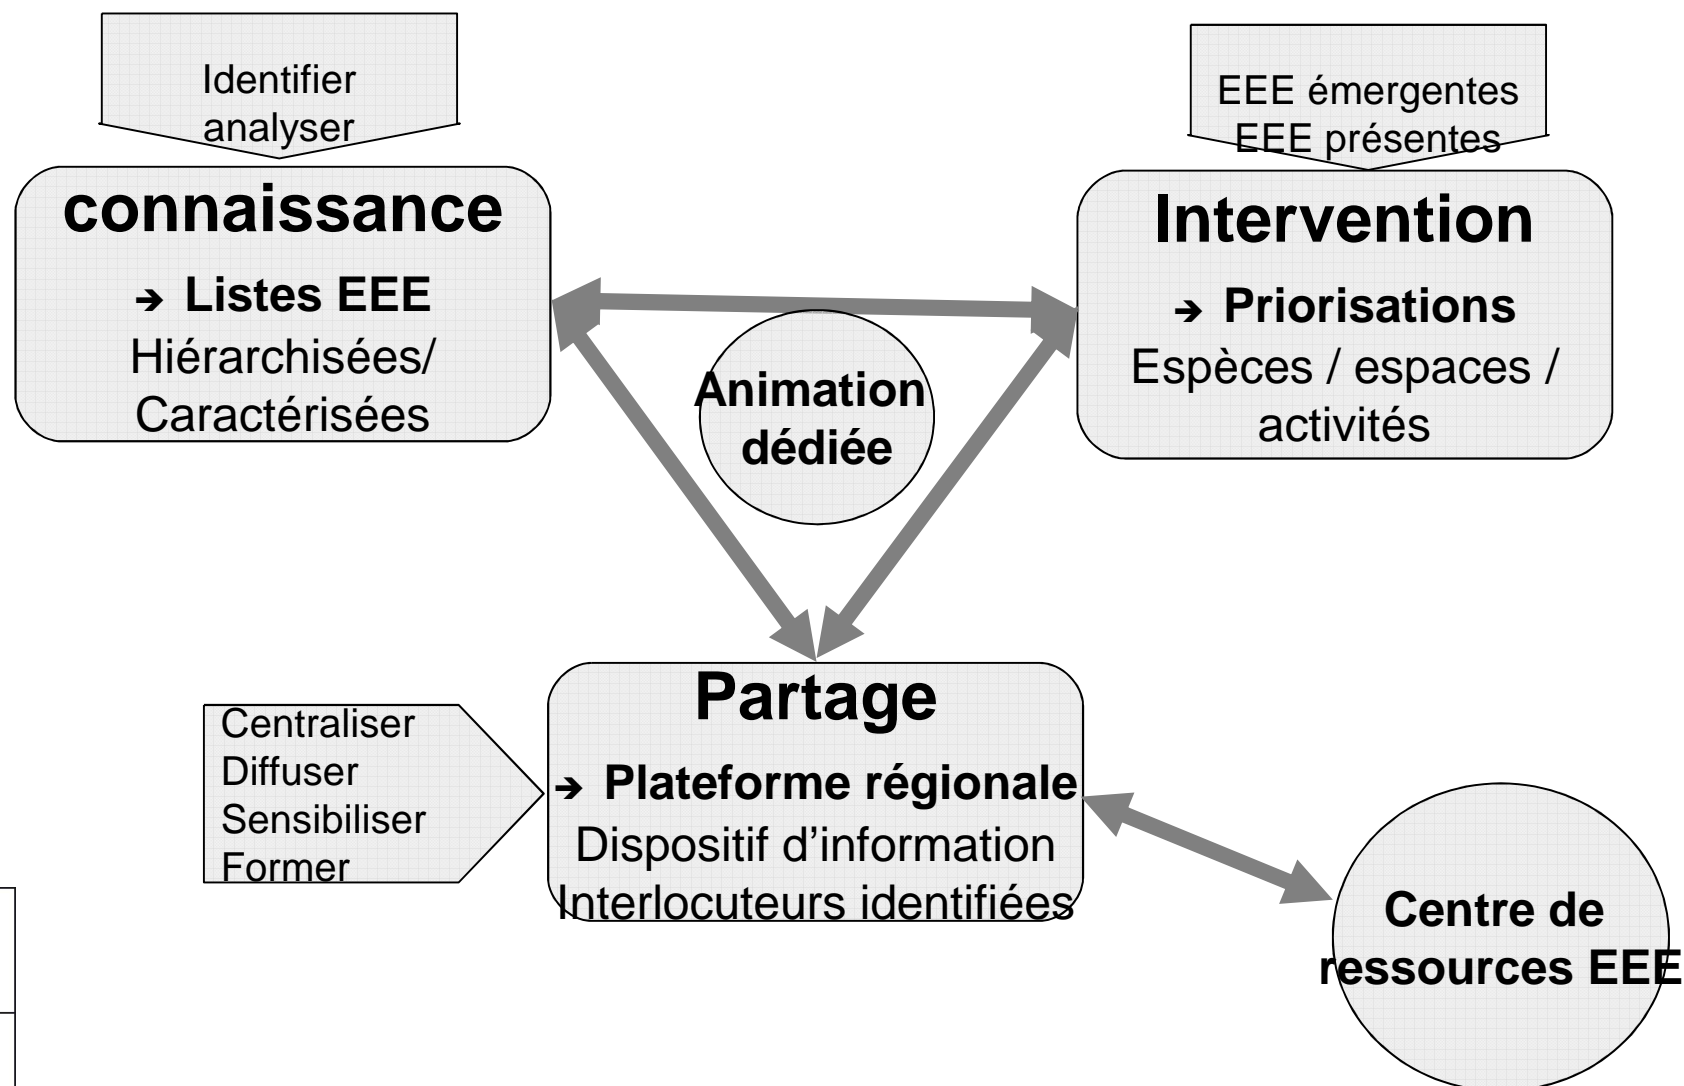 Identifier
analyser
connaissance
➔ Listes EEE
Hiérarchisées/
Caractérisées
EEE émergentes
EEE présentes
Intervention
➔ Priorisations
Espèces / espaces /
activités
Animation
dédiée
Centraliser
Diffuser
Sensibiliser
Former
Partage
➔ Plateforme régionale
Dispositif d’information
Interlocuteurs identifiées
Centre de
ressources EEE